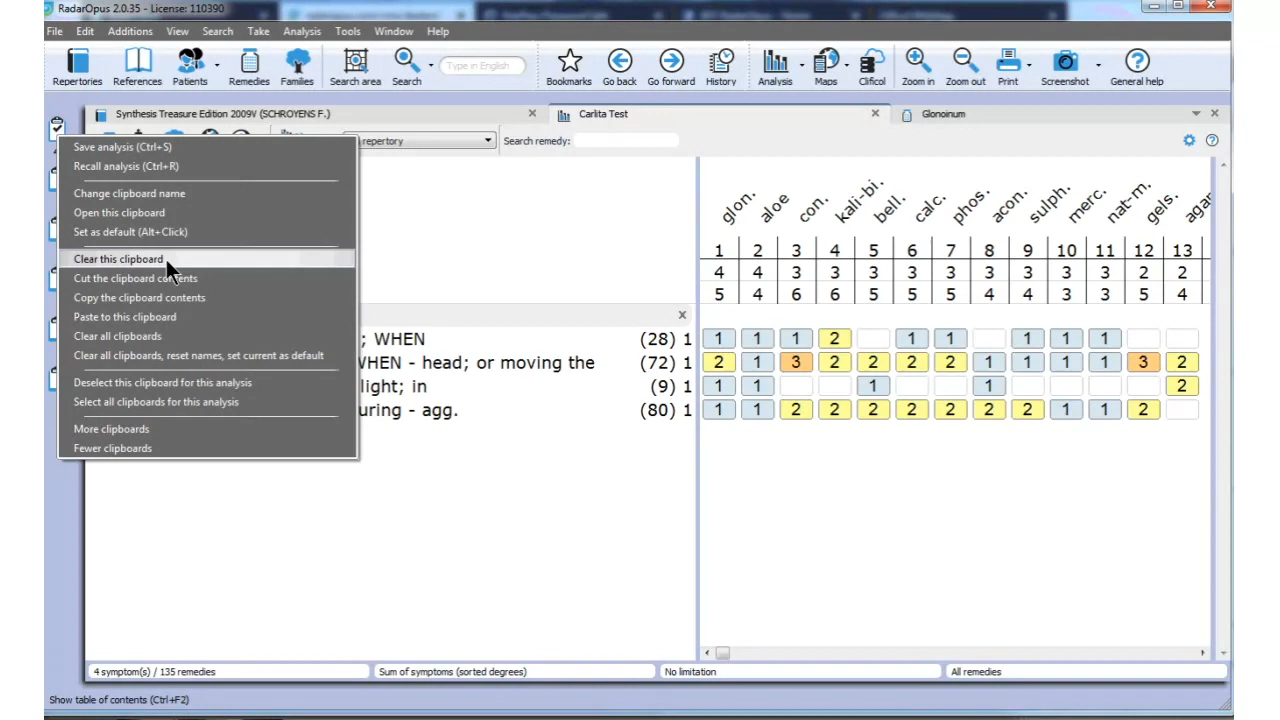 RadarOpus 2.0.35 - License: 110390
File Edit Additions View Search Take Analysis Tools Window Help
Type in English
Repertories References Patients Remedies Families Search area Search Bookmarks Go back Go forward History Analysis Maps Clificol Zoom in Zoom out Print Screenshot General help
Synthesis Treasure Edition 2009V (SCHROYENS F.) Carlita Test Glonoinum
repertory Search remedy:
Save analysis (Ctrl+S)
Recall analysis (Ctrl+R)
Change clipboard name
Open this clipboard
Set as default (Alt+Click)
Clear this clipboard
Cut the clipboard contents
Copy the clipboard contents
Paste to this clipboard
Clear all clipboards
Clear all clipboards, reset names, set current as default
Deselect this clipboard for this analysis
Select all clipboards for this analysis
More clipboards
Fewer clipboards
glon. aloe con. kali-bi. bell. calc. phos. acon. sulph. merc. nat-m. gels. agar
1 2 3 4 5 6 7 8 9 10 11 12 13
4 4 3 3 3 3 3 3 3 3 3 2 2
5 4 6 6 5 5 5 4 4 3 3 5 4
; WHEN (28) 1 1 1 1 2 1 1 1 1 1
WHEN - head; or moving the (72) 1 2 1 3 2 2 2 2 1 1 1 1 3 2
light; in (9) 1 1 1 1 1 2
uring - agg. (80) 1 1 1 2 2 2 2 2 2 2 1 1 2
4 symptom(s) / 135 remedies Sum of symptoms (sorted degrees) No limitation All remedies
Show table of contents (Ctrl+F2)